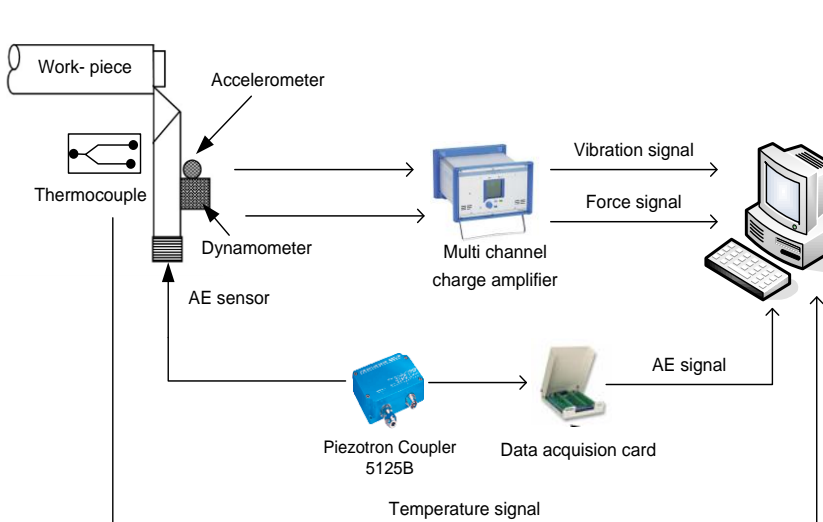 Work- piece
Accelerometer
Thermocouple
Dynamometer
AE sensor
Vibration signal
Force signal
Multi channel
charge amplifier
AE signal
Piezotron Coupler
5125B
Data acquision card
Temperature signal